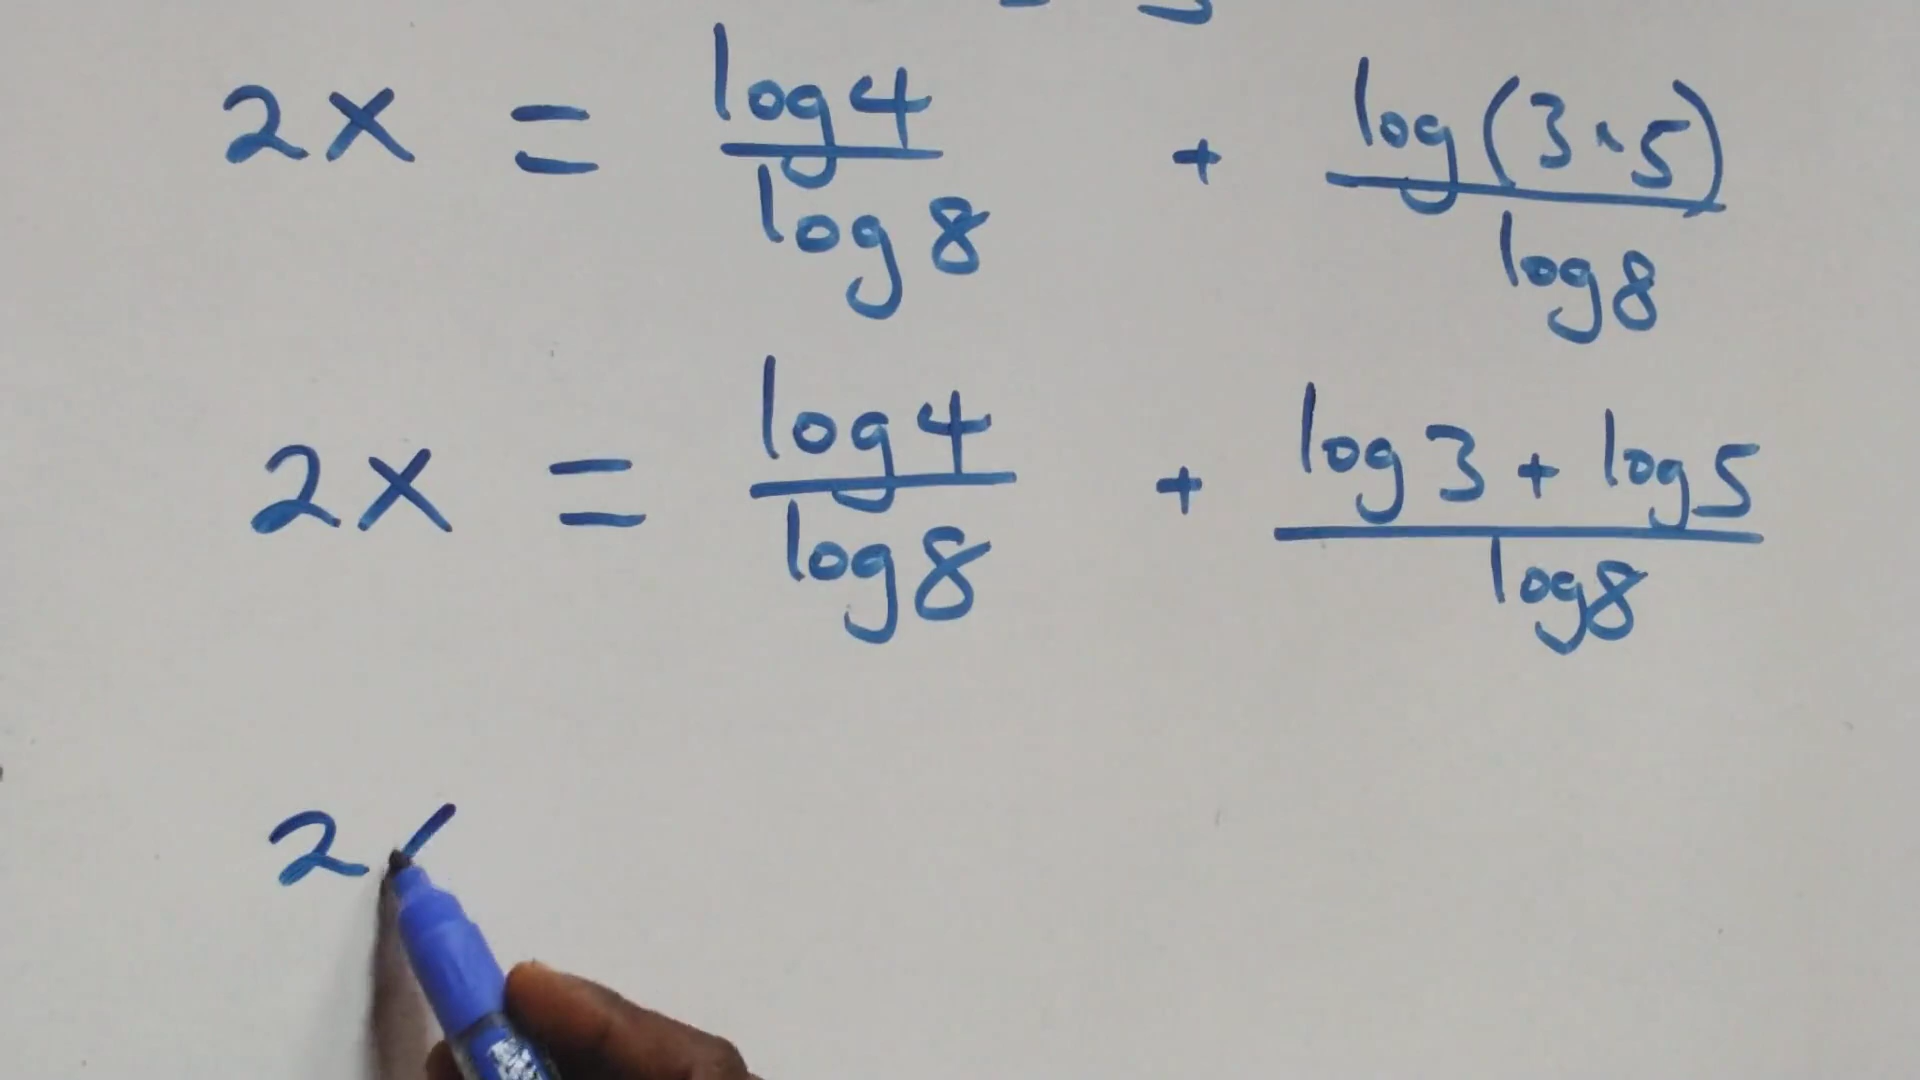 2x = log4/log8 + log(3·5)/log8
2x = log4/log8 + log3 + log5/log8
2